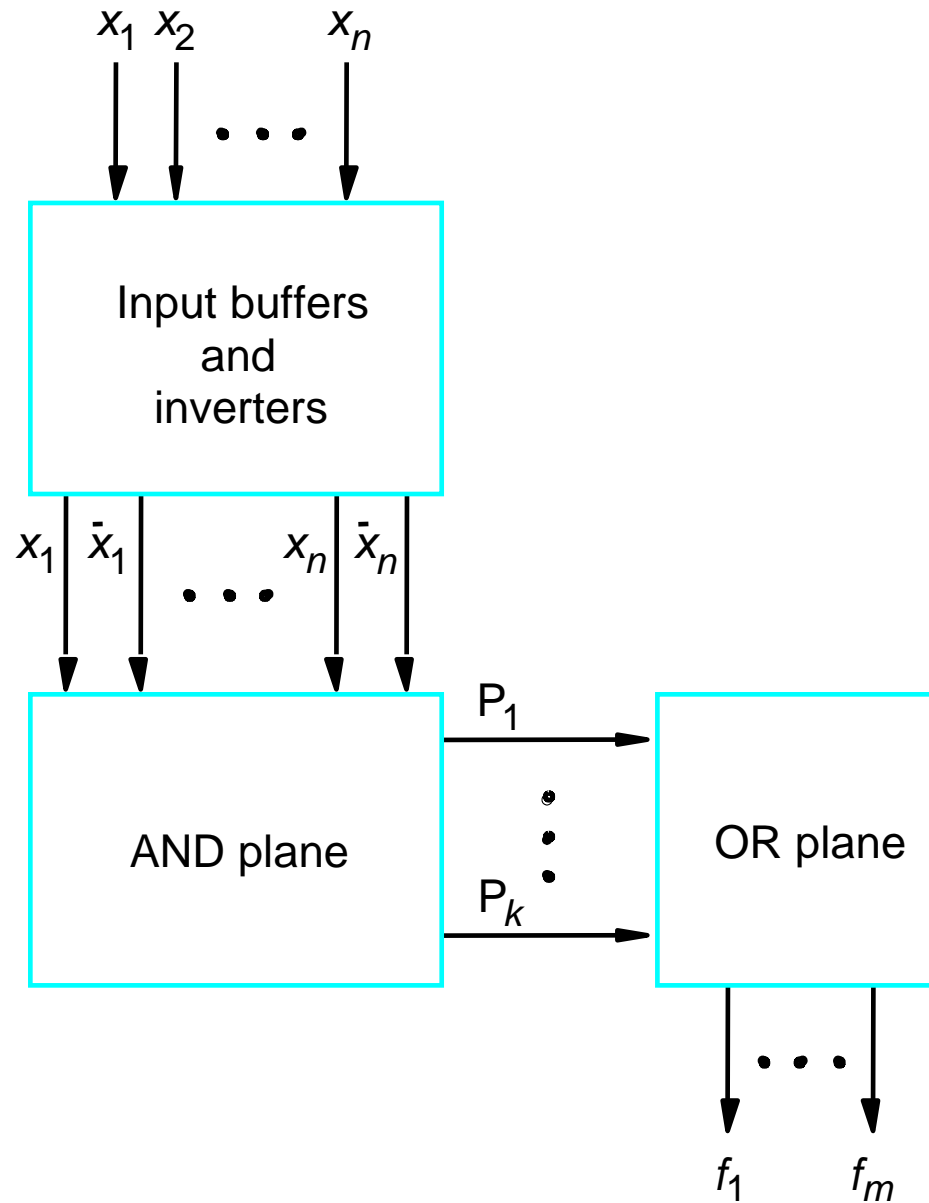 x₁ x₂ • • • xₙ
Input buffers
and
inverters
x₁ x̄₁ • • • xₙ x̄ₙ
P₁
AND plane
OR plane
Pₖ
• • •
f₁ fₘ